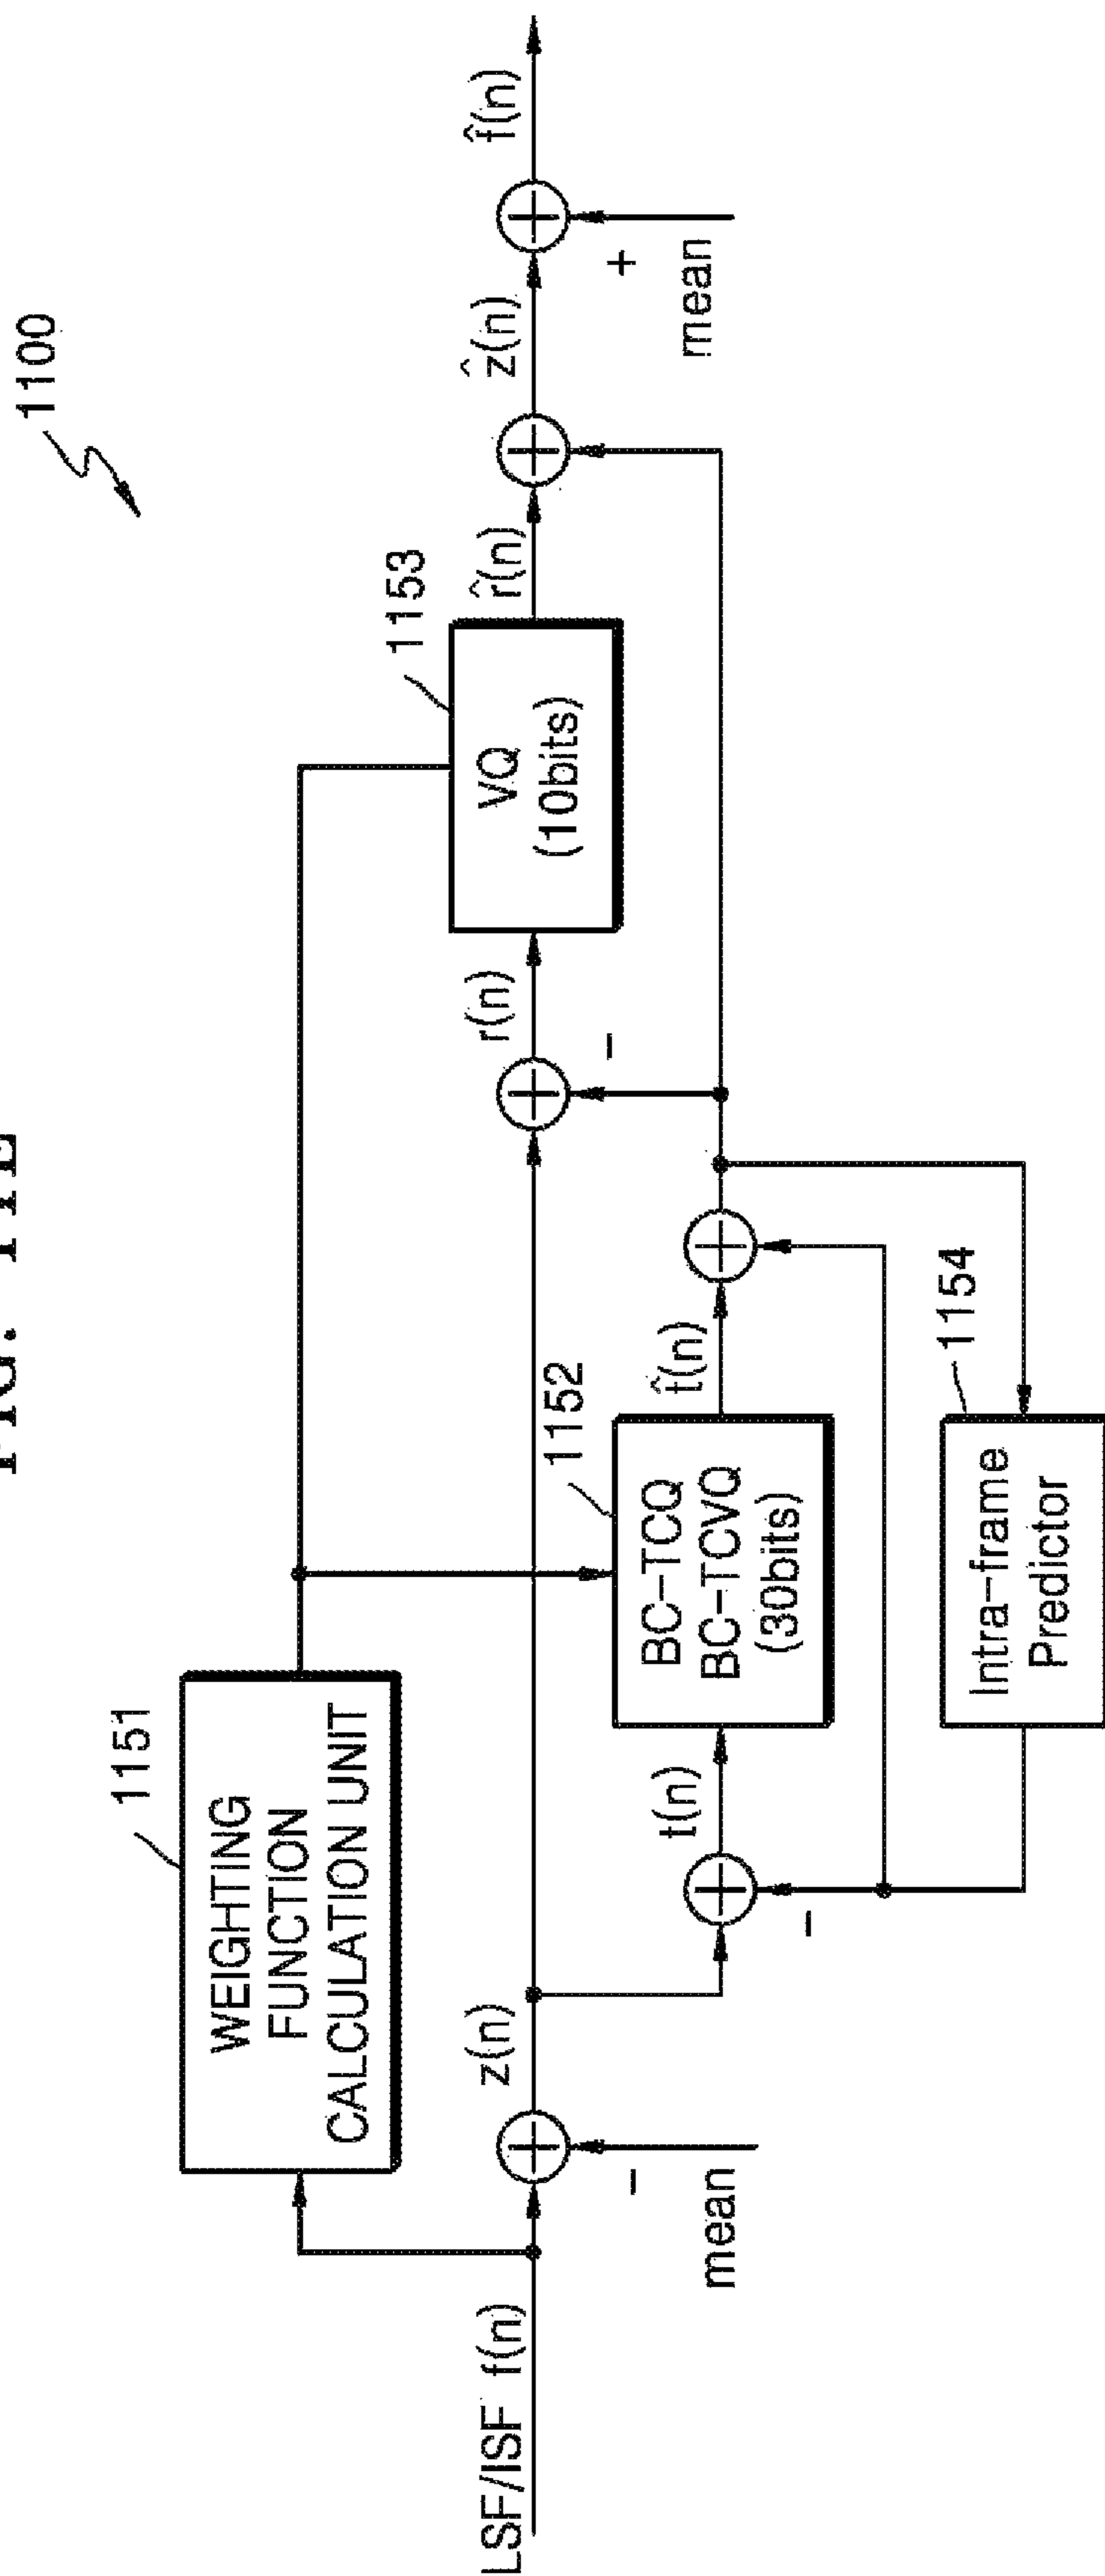 1100
WEIGHTING
FUNCTION
CALCULATION UNIT
1151
LSF/ISF f(n)
z(n)
r(n)
VQ
(10bits)
1153
r̂(n)
ẑ(n)
f̂(n)
-
mean
-
+
mean
t(n)
BC-TCQ
BC-TCVQ
(30bits)
1152
t̂(n)
-
Intra-frame
Predictor
1154